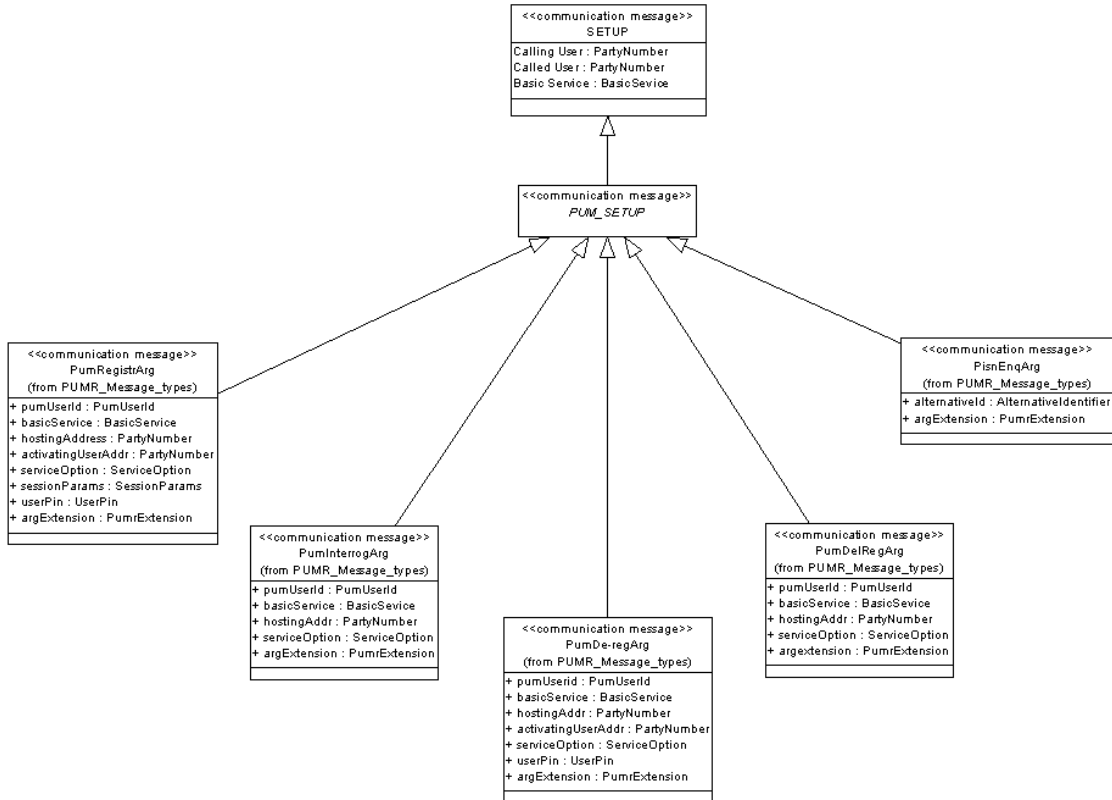 <<communication message>>
SETUP
Calling User : PartyNumber
Called User : PartyNumber
Basic Service : BasicSevice
<<communication message>>
PUM_SETUP
<<communication message>>
PumRegistrArg
(from PUMR_Message_types)
+ pumUserId : PumUserId
+ basicService : BasicService
+ hostingAddress : PartyNumber
+ activatingUserAddr : PartyNumber
+ serviceOption : ServiceOption
+ sessionParams : SessionParams
+ userPin : UserPin
+ argExtension : PumrExtension
<<communication message>>
PisnEnqArg
(from PUMR_Message_types)
+ alternativeId : AlternativeIdentifier
+ argExtension : PumrExtension
<<communication message>>
PumInterrogArg
(from PUMR_Message_types)
+ pumUserId : PumUserId
+ basicService : BasicSevice
+ hostingAddr : PartyNumber
+ serviceOption : ServiceOption
+ argExtension : PumrExtension
<<communication message>>
PumDelRegArg
(from PUMR_Message_types)
+ pumUserId : PumUserId
+ basicService : BasicSevice
+ hostingAddr : PartyNumber
+ serviceOption : ServiceOption
+ argextension : PumrExtension
<<communication message>>
PumDe-regArg
(from PUMR_Message_types)
+ pumUserid : PumUserId
+ basicService : BasicService
+ hostingAddr : PartyNumber
+ activatingUserAddr : PartyNumber
+ serviceOption : ServiceOption
+ userPin : UserPin
+ argExtension : PumrExtension